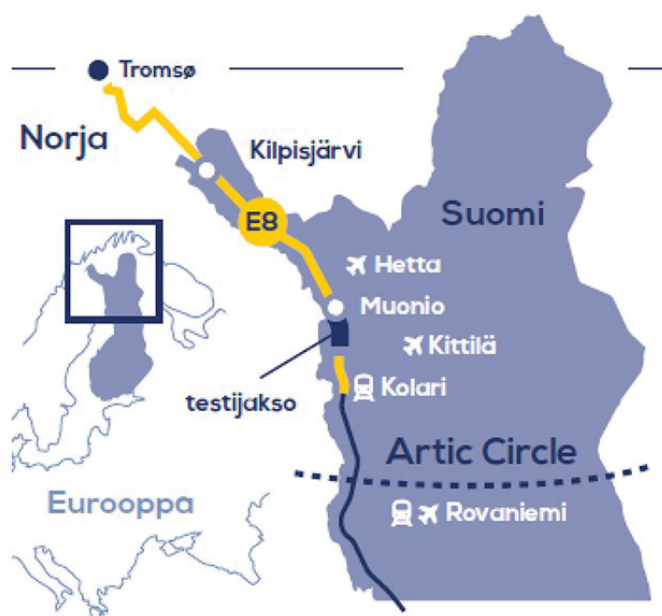 Tromsø
Norja
Kilpisjärvi
Suomi
E8
Hetta
Muonio
Kittilä
testijakso
Kolari
Artic Circle
Eurooppa
Rovaniemi